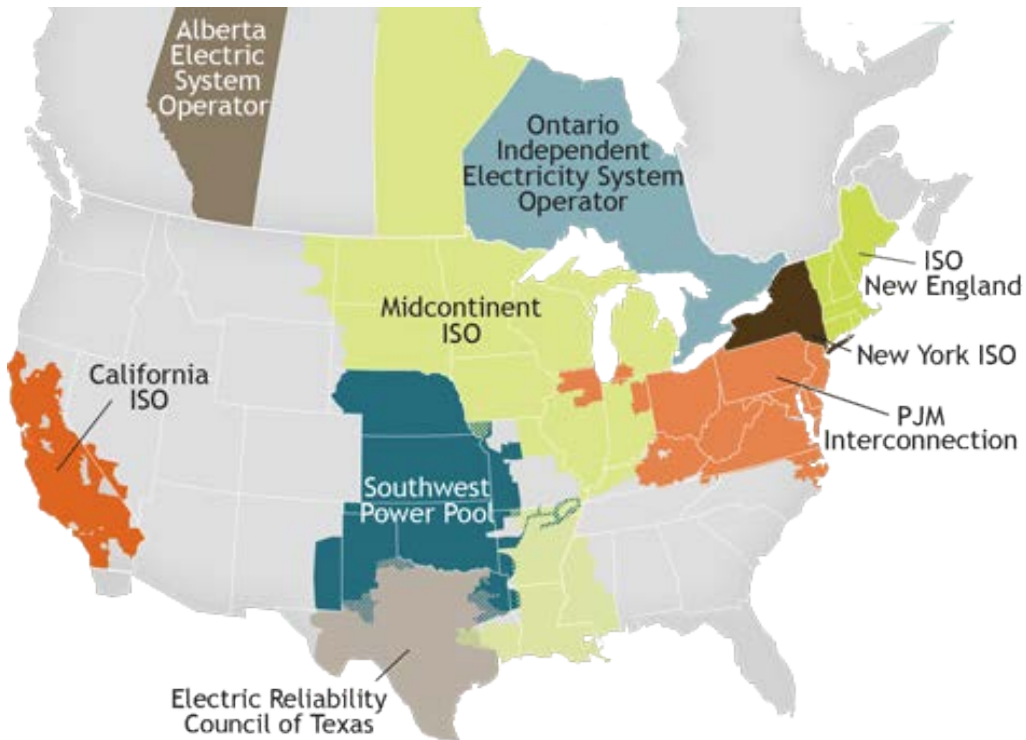 Alberta
Electric
System
Operator
Ontario
Independent
Electricity System
Operator
ISO
New England
Midcontinent
ISO
New York ISO
California
ISO
PJM
Interconnection
Southwest
Power Pool
Electric Reliability
Council of Texas